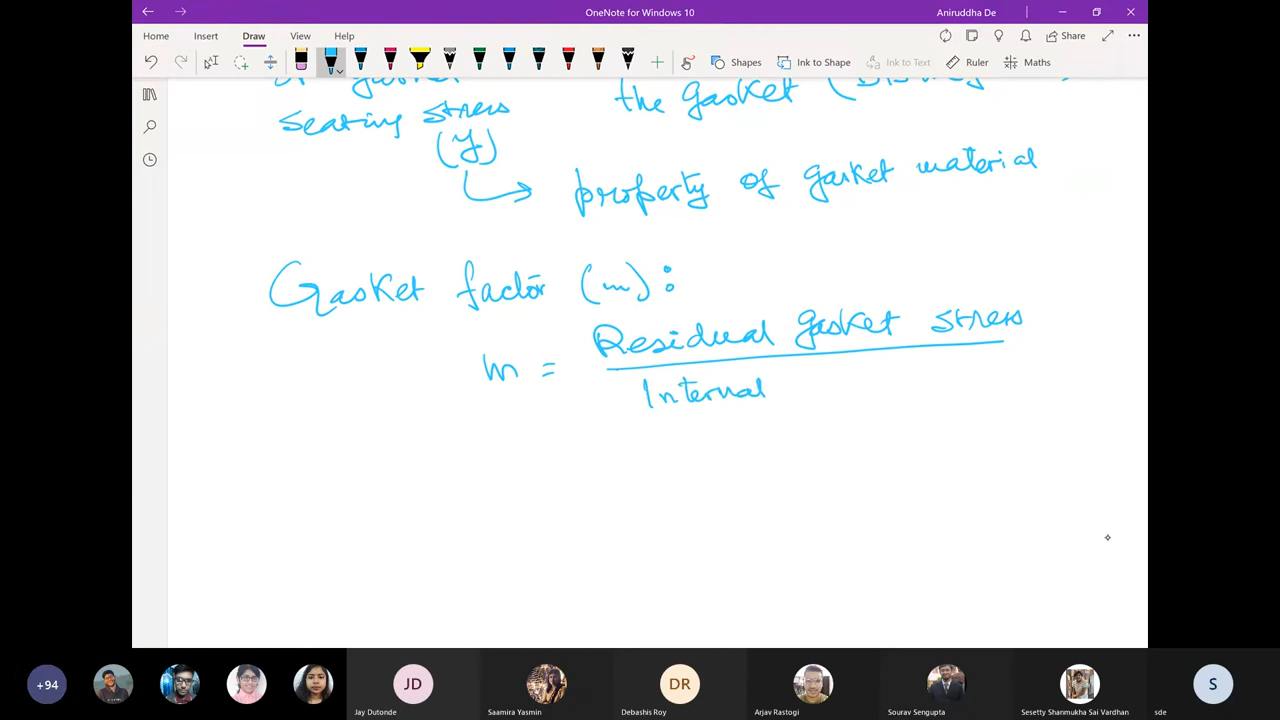 OneNote for Windows 10
Aniruddha De
Home Insert Draw View Help
Share
Shapes Ink to Shape Ink to Text Ruler Maths
gasket
the gasket (
seating stress
(y)
property of gasket material
Gasket factor (m):
m = Residual gasket stress
Internal
+94
JD
DR
S
Jay Dutonde
Saamira Yasmin
Debashis Roy
Arjav Rastogi
Sourav Sengupta
Sesetty Shanmukha Sai Vardhan
sde